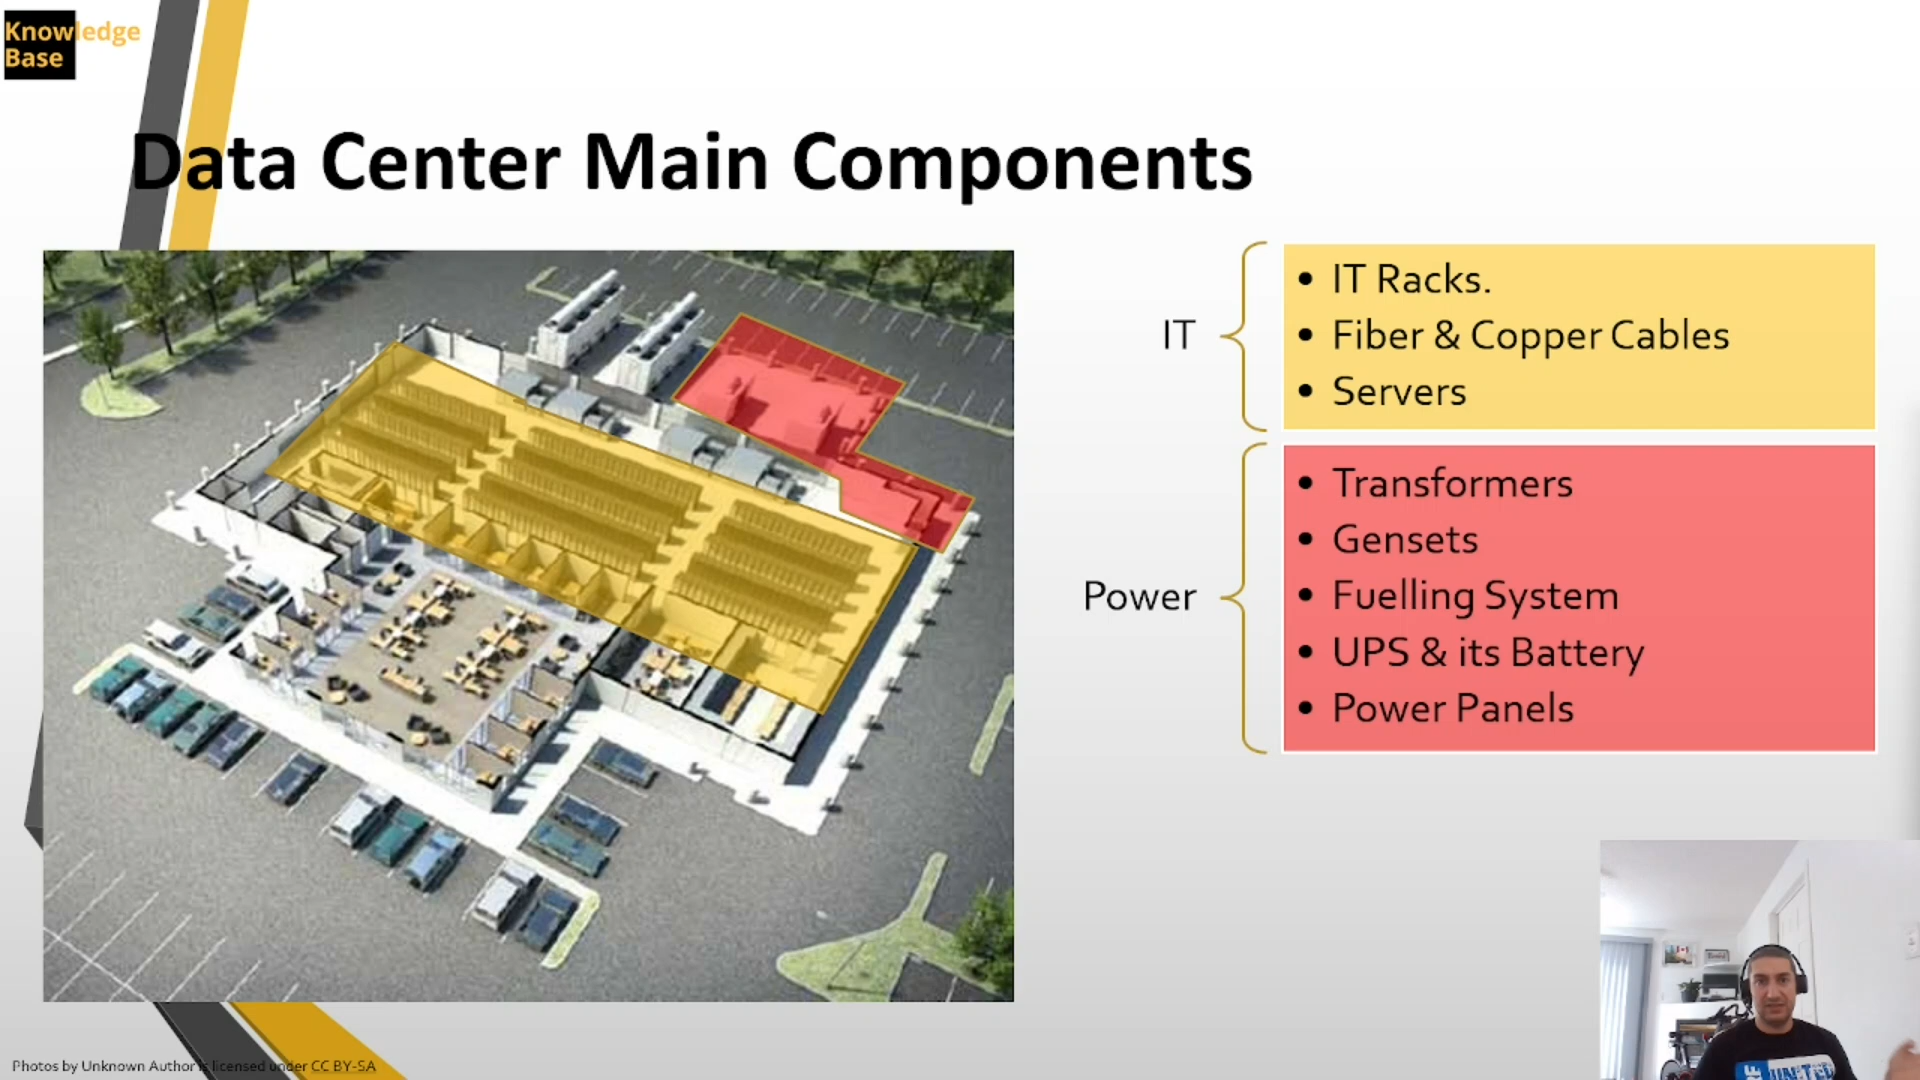 Knowledge
Base
Data Center Main Components
IT
• IT Racks.
• Fiber & Copper Cables
• Servers
Power
• Transformers
• Gensets
• Fuelling System
• UPS & its Battery
• Power Panels
Photos by Unknown Author is licensed under CC BY-SA
UNITED